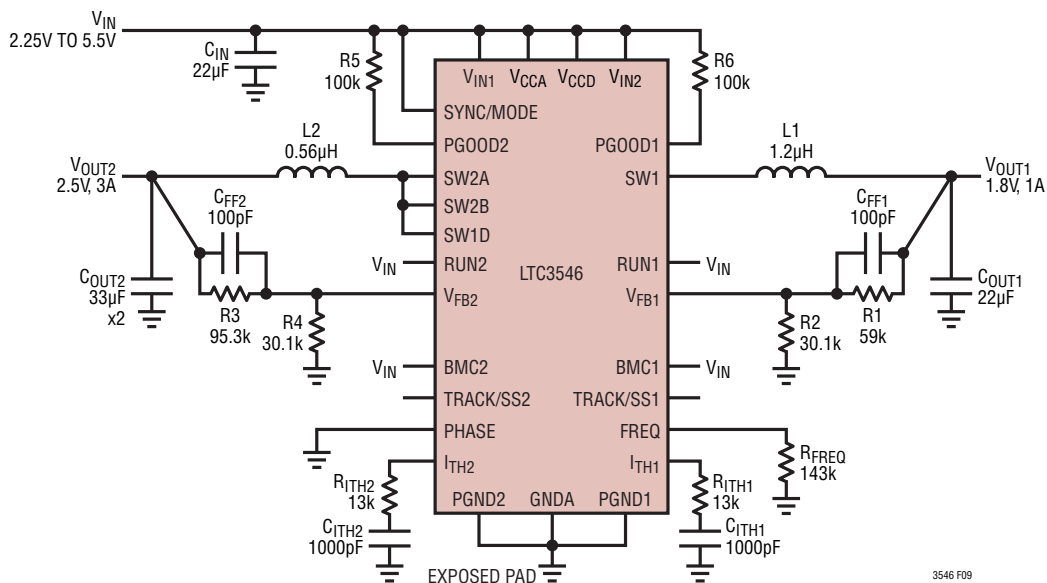 VIN
2.25V TO 5.5V
CIN
22µF
R5
100k
R6
100k
VIN1
VCCA
VCCD
VIN2
SYNC/MODE
PGOOD2
PGOOD1
L2
0.56µH
L1
1.2µH
VOUT2
2.5V, 3A
SW2A
SW1
VOUT1
1.8V, 1A
CFF2
100pF
SW2B
CFF1
100pF
SW1D
VIN
RUN2
LTC3546
RUN1
VIN
COUT2
33µF
x2
R3
95.3k
R4
30.1k
VFB2
VFB1
R2
30.1k
R1
59k
COUT1
22µF
VIN
BMC2
BMC1
VIN
TRACK/SS2
TRACK/SS1
PHASE
FREQ
RFREQ
143k
ITH2
ITH1
RITH2
13k
RITH1
13k
PGND2
GNDA
PGND1
CITH2
1000pF
CITH1
1000pF
EXPOSED PAD
3546 F09